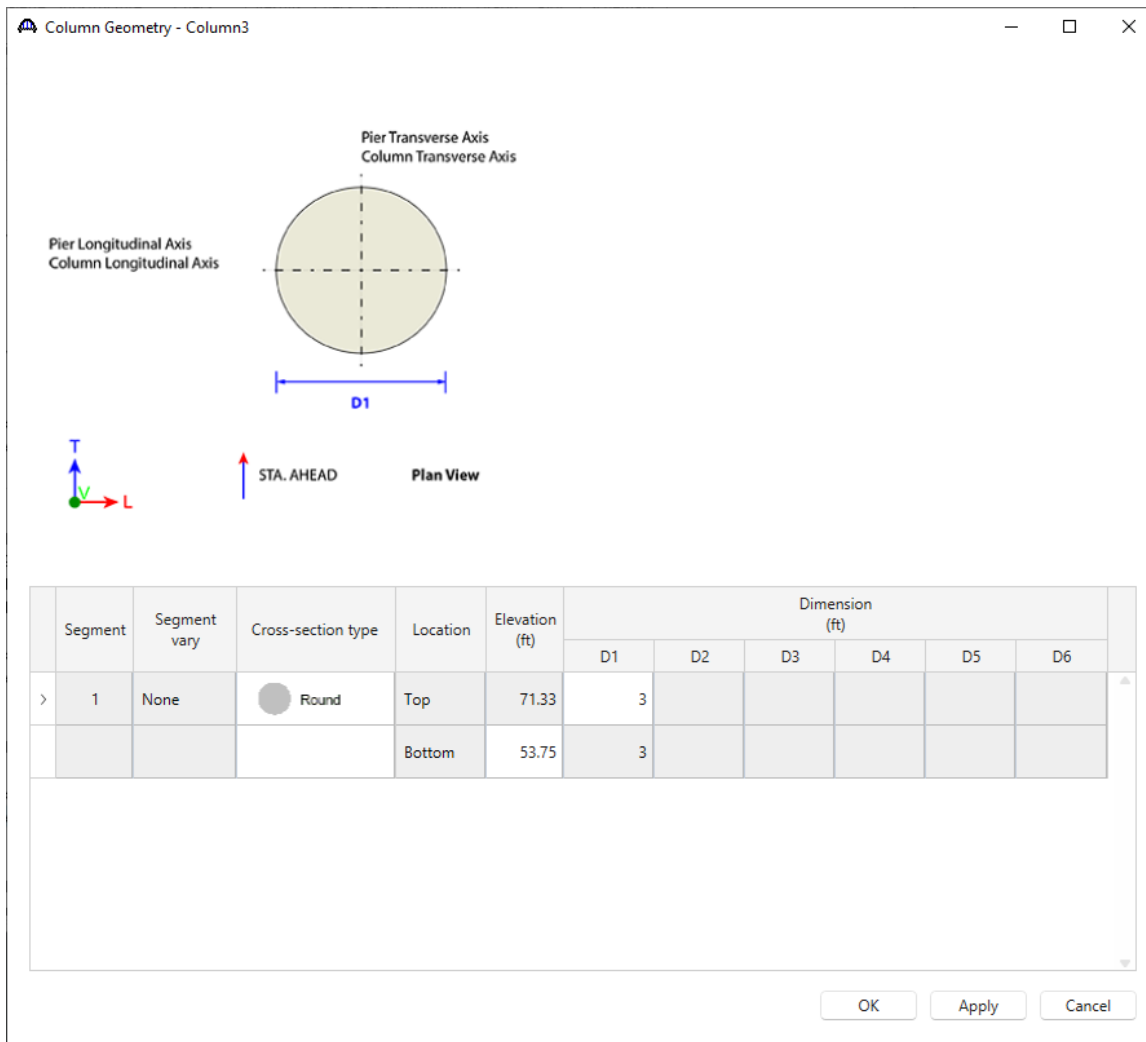 Column Geometry - Column3
Pier Transverse Axis
Column Transverse Axis
Pier Longitudinal Axis
Column Longitudinal Axis
D1
T
V
L
STA. AHEAD
Plan View
Segment
Segment
vary
Cross-section type
Location
Elevation
(ft)
Dimension
(ft)
D1 D2 D3 D4 D5 D6
> 1 None Round Top 71.33 3
Bottom 53.75 3
OK Apply Cancel